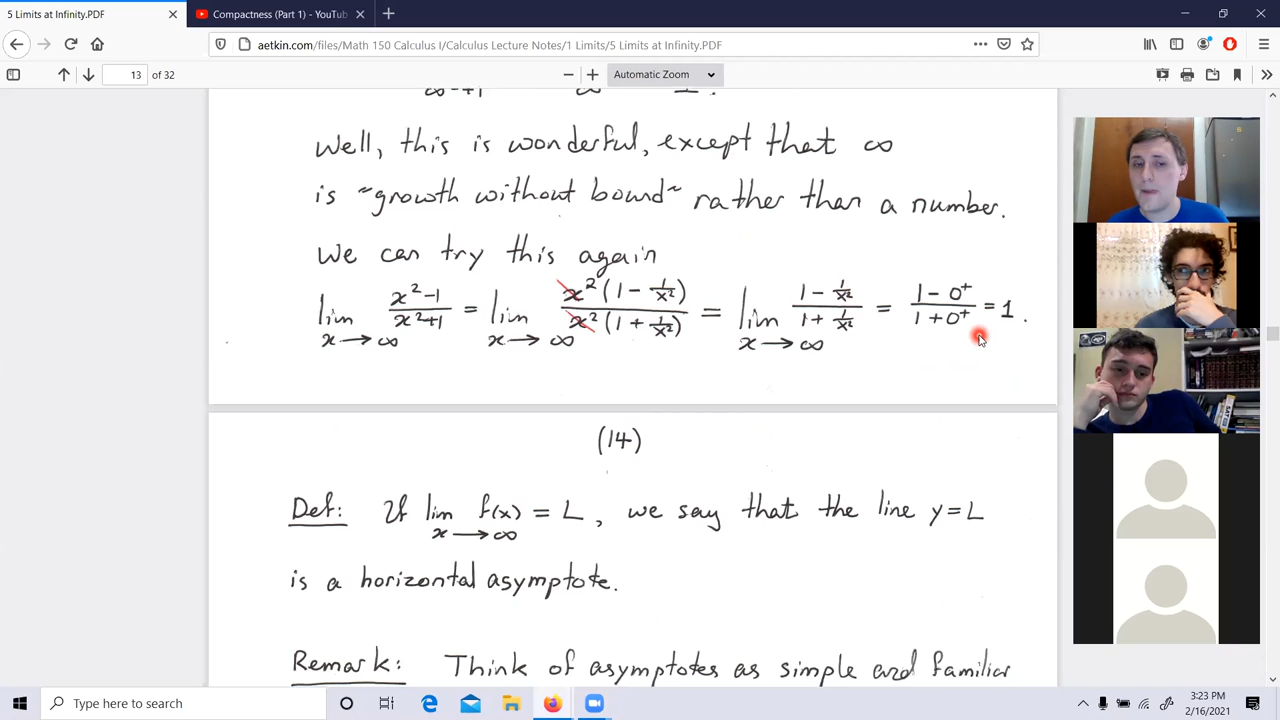 5 Limits at Infinity.PDF
Compactness (Part 1) - YouTube
aetkin.com/files/Math 150 Calculus I/Calculus Lecture Notes/1 Limits/5 Limits at Infinity.PDF
13 of 32
Automatic Zoom
Well, this is wonderful, except that ∞
is "growth without bound" rather than a number.
We can try this again
lim x→∞ (x²-1)/(x²+1) = lim x→∞ x²(1 - 1/x²)/x²(1 + 1/x²) = lim x→∞ (1 - 1/x²)/(1 + 1/x²) = (1 - 0⁺)/(1 + 0⁺) = 1.
(14)
Def: If lim x→∞ f(x) = L, we say that the line y=L
is a horizontal asymptote.
Remark: Think of asymptotes as simple and familiar
Type here to search
3:23 PM
2/16/2021